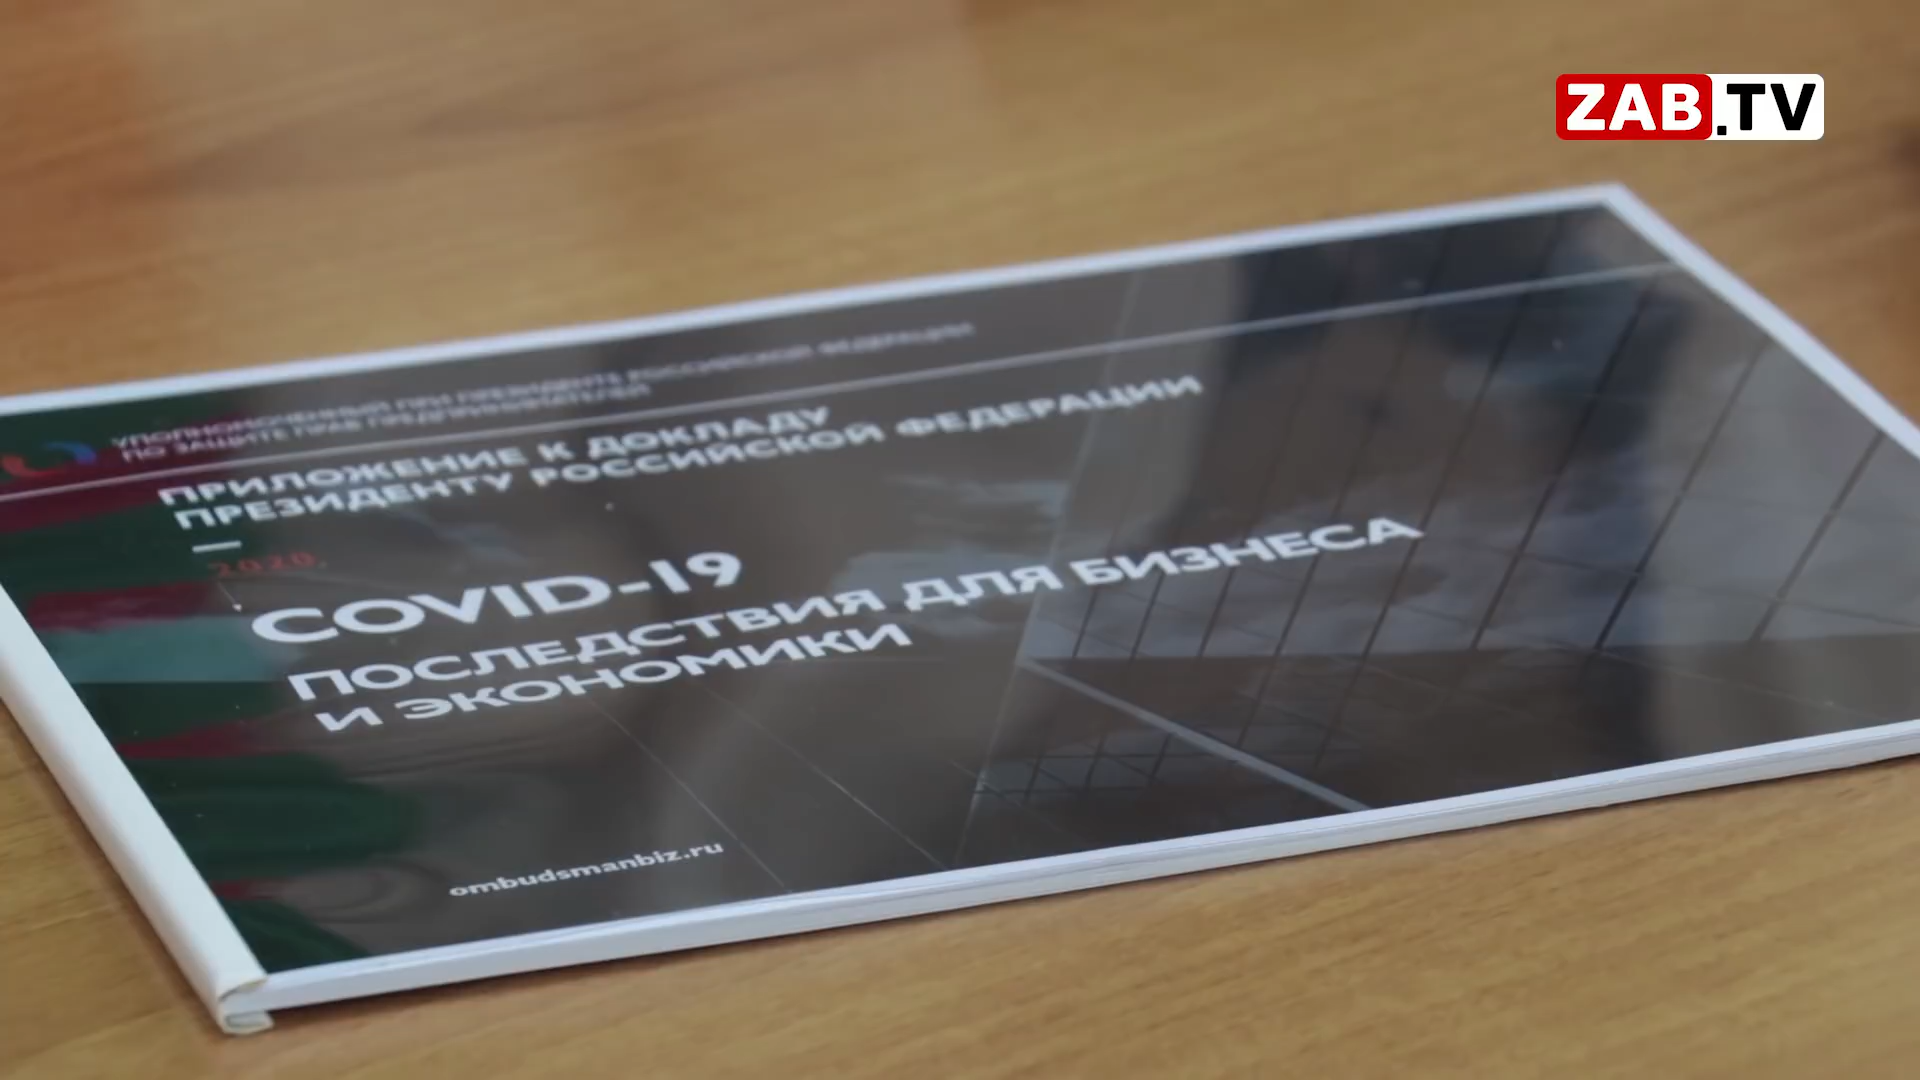 ZAB.TV
УПОЛНОМОЧЕННЫЙ ПРИ ПРЕЗИДЕНТЕ РОССИЙСКОЙ ФЕДЕРАЦИИ
ПО ЗАЩИТЕ ПРАВ ПРЕДПРИНИМАТЕЛЕЙ
ПРИЛОЖЕНИЕ К ДОКЛАДУ
ПРЕЗИДЕНТУ РОССИЙСКОЙ ФЕДЕРАЦИИ
2020.
COVID-19
ПОСЛЕДСТВИЯ ДЛЯ БИЗНЕСА
И ЭКОНОМИКИ
ombudsmanbiz.ru